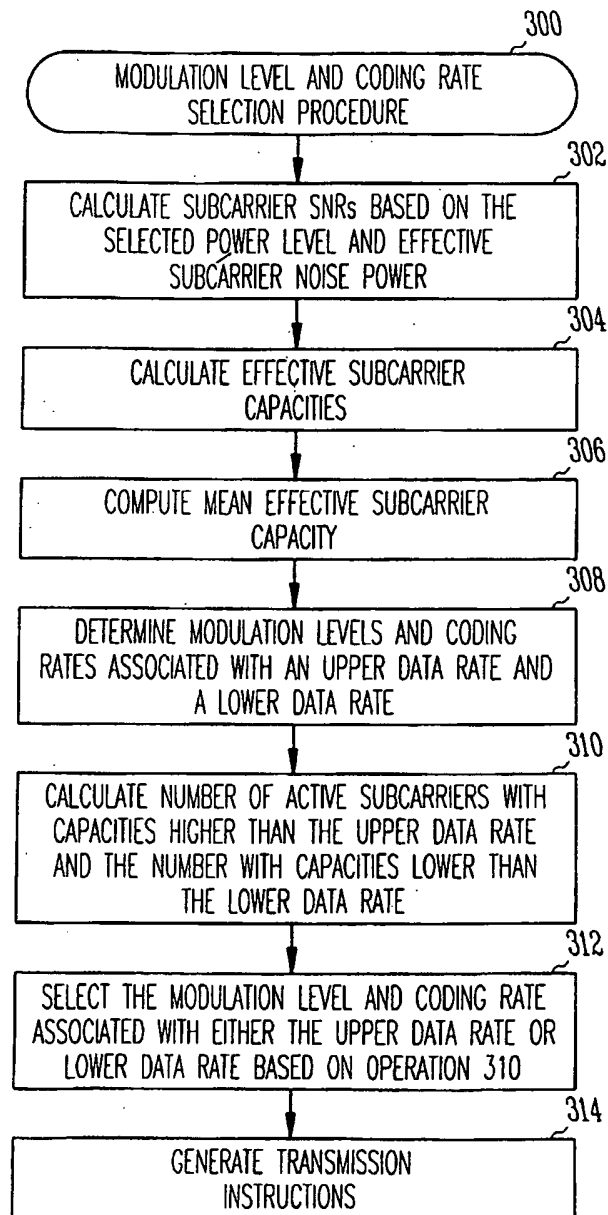 300
MODULATION LEVEL AND CODING RATE
SELECTION PROCEDURE
302
CALCULATE SUBCARRIER SNRs BASED ON THE
SELECTED POWER LEVEL AND EFFECTIVE
SUBCARRIER NOISE POWER
304
CALCULATE EFFECTIVE SUBCARRIER
CAPACITIES
306
COMPUTE MEAN EFFECTIVE SUBCARRIER
CAPACITY
308
DETERMINE MODULATION LEVELS AND CODING
RATES ASSOCIATED WITH AN UPPER DATA RATE AND
A LOWER DATA RATE
310
CALCULATE NUMBER OF ACTIVE SUBCARRIERS WITH
CAPACITIES HIGHER THAN THE UPPER DATA RATE
AND THE NUMBER WITH CAPACITIES LOWER THAN
THE LOWER DATA RATE
312
SELECT THE MODULATION LEVEL AND CODING RATE
ASSOCIATED WITH EITHER THE UPPER DATA RATE OR
LOWER DATA RATE BASED ON OPERATION 310
314
GENERATE TRANSMISSION
INSTRUCTIONS